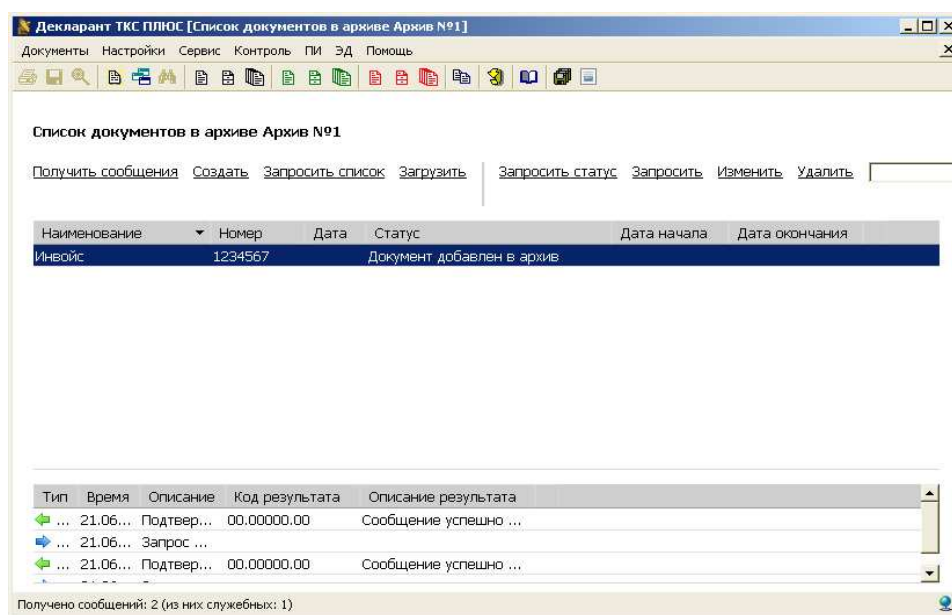 Декларант ТКС ПЛЮС [Список документов в архиве Архив №1]
Документы Настройки Сервис Контроль ПИ ЭД Помощь
Список документов в архиве Архив №1
Получить сообщения Создать Запросить список Загрузить Запросить статус Запросить Изменить Удалить
Наименование Номер Дата Статус Дата начала Дата окончания
Инвойс 1234567 Документ добавлен в архив
Тип Время Описание Код результата Описание результата
... 21.06... Подтвер... 00.00000.00 Сообщение успешно ...
... 21.06... Запрос ...
... 21.06... Подтвер... 00.00000.00 Сообщение успешно ...
Получено сообщений: 2 (из них служебных: 1)